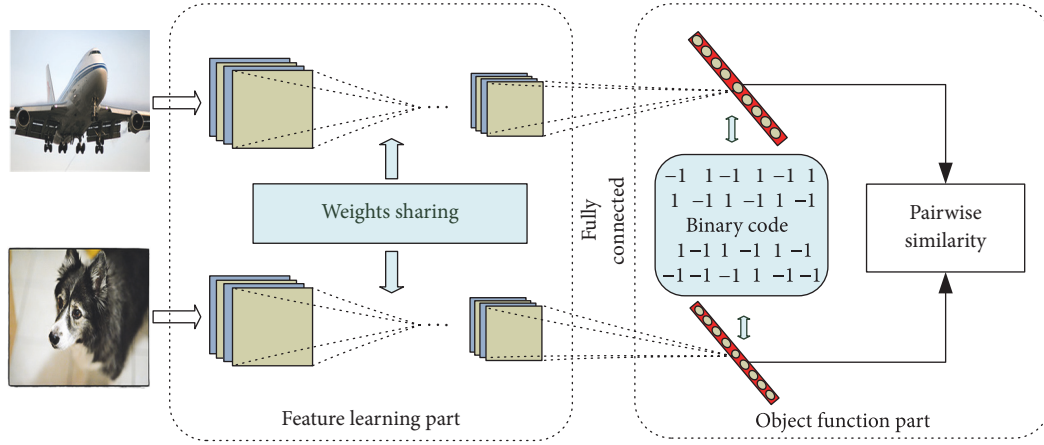 Weights sharing
Feature learning part
Fully
connected
−1 1 −1 1 −1 1
1 −1 1 −1 1 −1
Binary code
1 −1 1 −1 1 −1
−1 −1 −1 1 −1 −1
Pairwise
similarity
Object function part